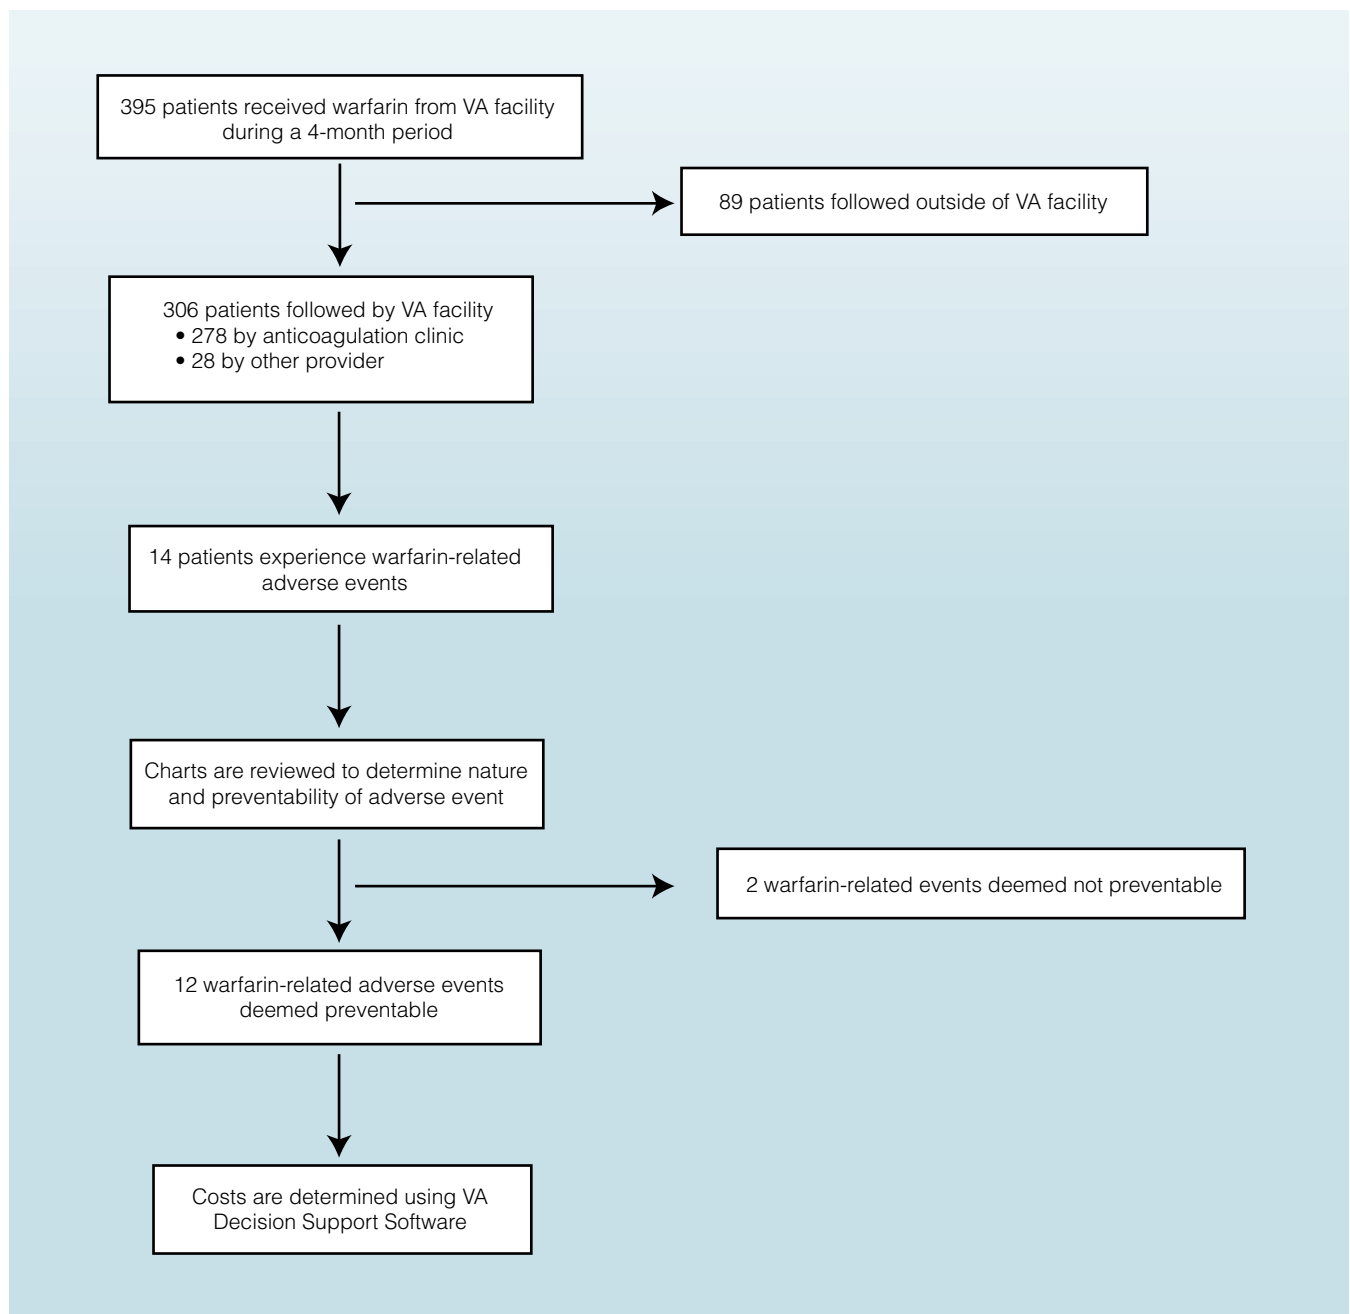 395 patients received warfarin from VA facility
during a 4-month period
89 patients followed outside of VA facility
306 patients followed by VA facility
• 278 by anticoagulation clinic
• 28 by other provider
14 patients experience warfarin-related
adverse events
Charts are reviewed to determine nature
and preventability of adverse event
2 warfarin-related events deemed not preventable
12 warfarin-related adverse events
deemed preventable
Costs are determined using VA
Decision Support Software